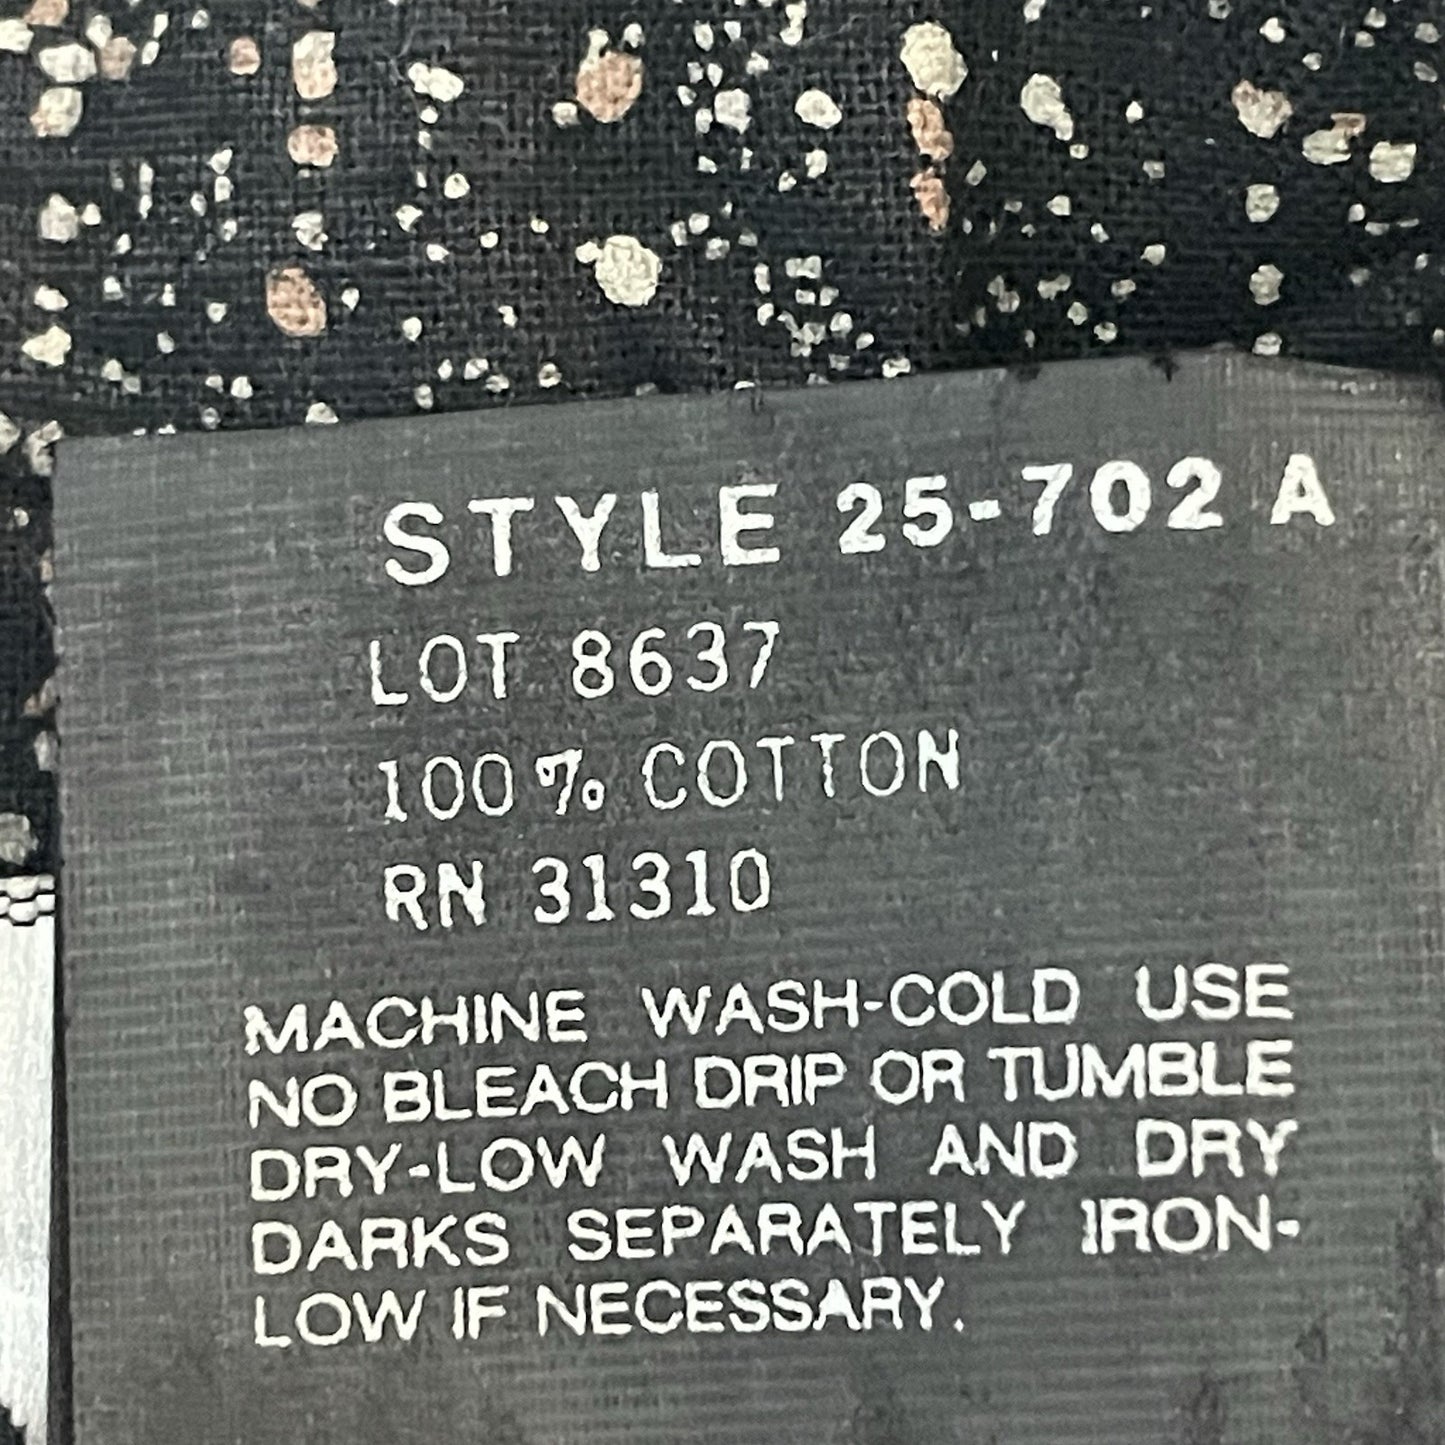 STYLE 25-702 A
LOT 8637
100% COTTON
RN 31310
MACHINE WASH-COLD USE
NO BLEACH DRIP OR TUMBLE
DRY-LOW WASH AND DRY
DARKS SEPARATELY IRON-
LOW IF NECESSARY.